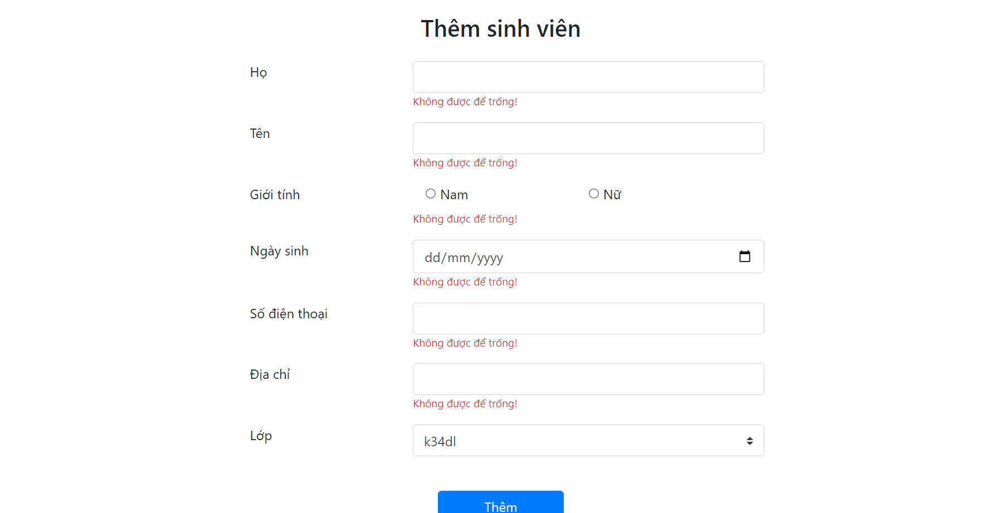 Thêm sinh viên
Họ
Không được để trống!
Tên
Không được để trống!
Giới tính
Nam
Nữ
Không được để trống!
Ngày sinh
dd/mm/yyyy
Không được để trống!
Số điện thoại
Không được để trống!
Địa chỉ
Không được để trống!
Lớp
k34dl
Thêm